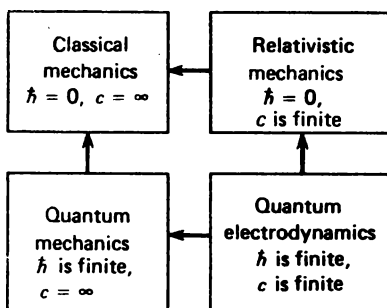 Classical
mechanics
ℏ = 0, c = ∞
Relativistic
mechanics
ℏ = 0,
c is finite
Quantum
mechanics
ℏ is finite,
c = ∞
Quantum
electrodynamics
ℏ is finite,
c is finite